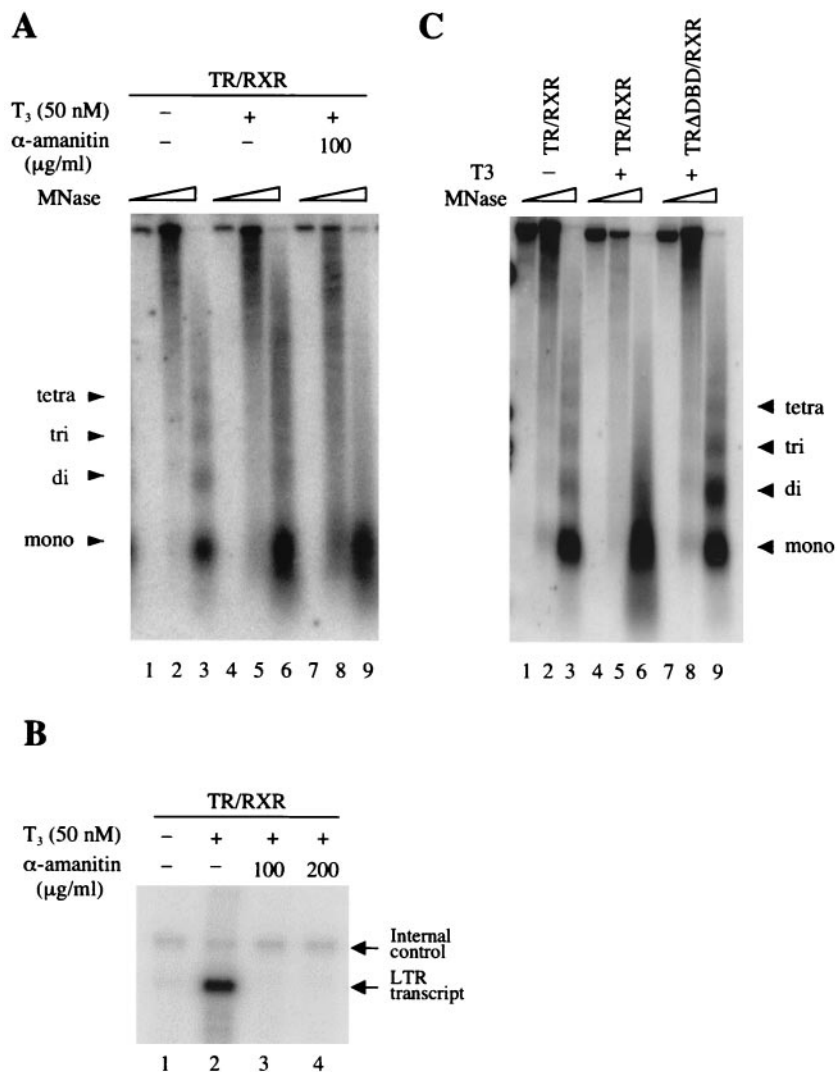 A
TR/RXR
T₃ (50 nM) – + +
α-amanitin – – 100
(μg/ml)
MNase
tetra
tri
di
mono
1 2 3 4 5 6 7 8 9
C
TR/RXR TR/RXR TRΔDBD/RXR
T3 – + +
MNase
tetra
tri
di
mono
1 2 3 4 5 6 7 8 9
B
TR/RXR
T₃ (50 nM) – + + +
α-amanitin – – 100 200
(μg/ml)
Internal
control
LTR
transcript
1 2 3 4